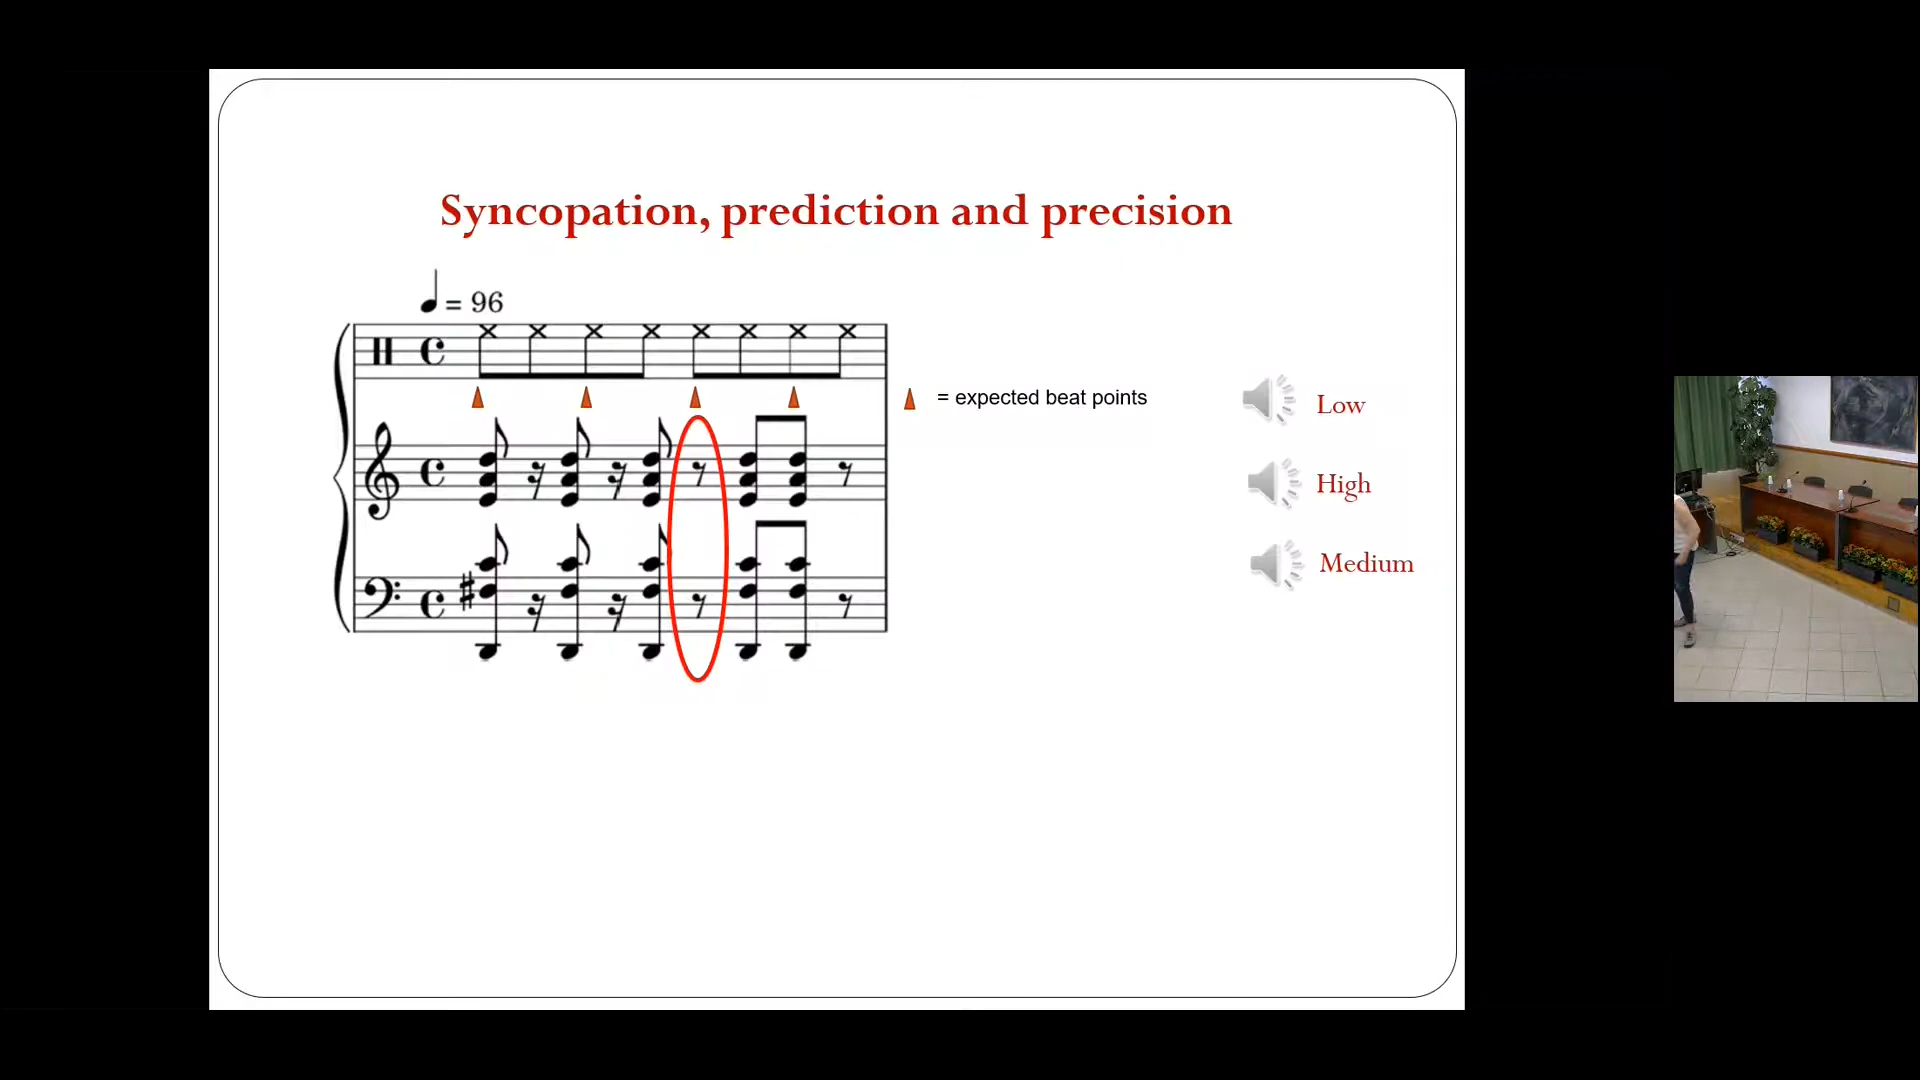 Syncopation, prediction and precision
= 96
= expected beat points
Low
High
Medium